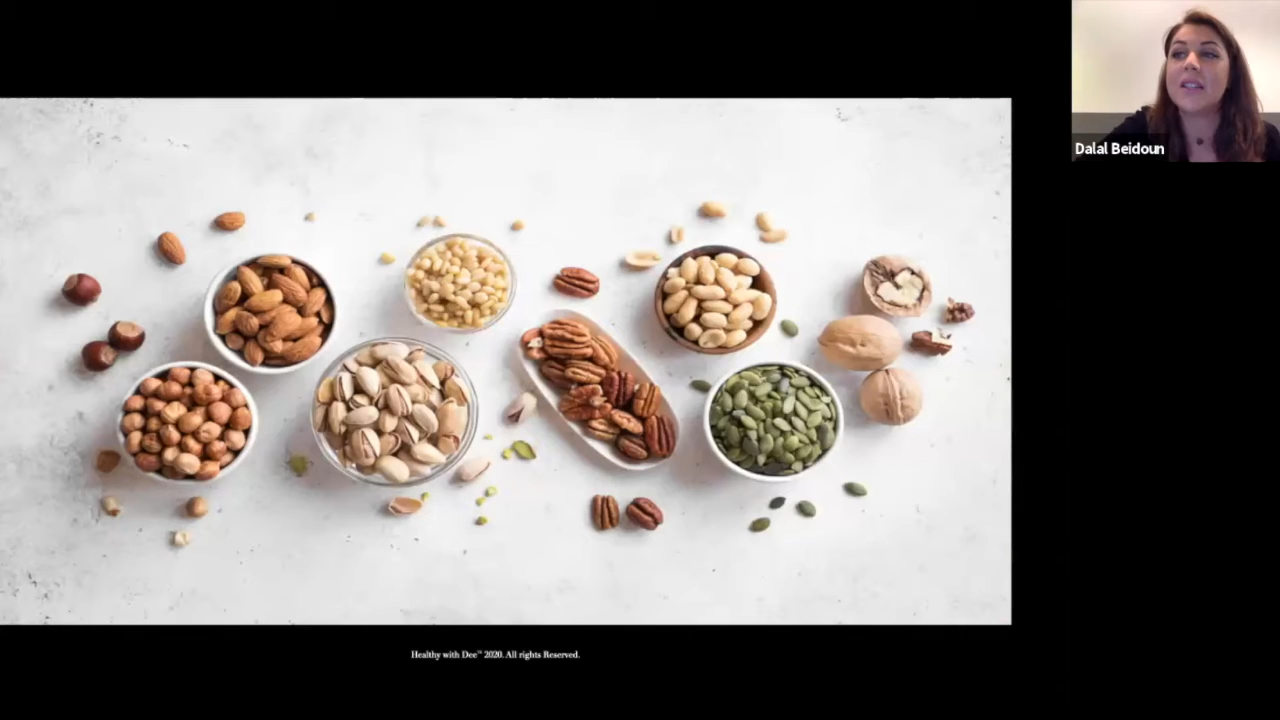 Dalal Beidoun
Healthy with Dee™ 2020. All rights Reserved.